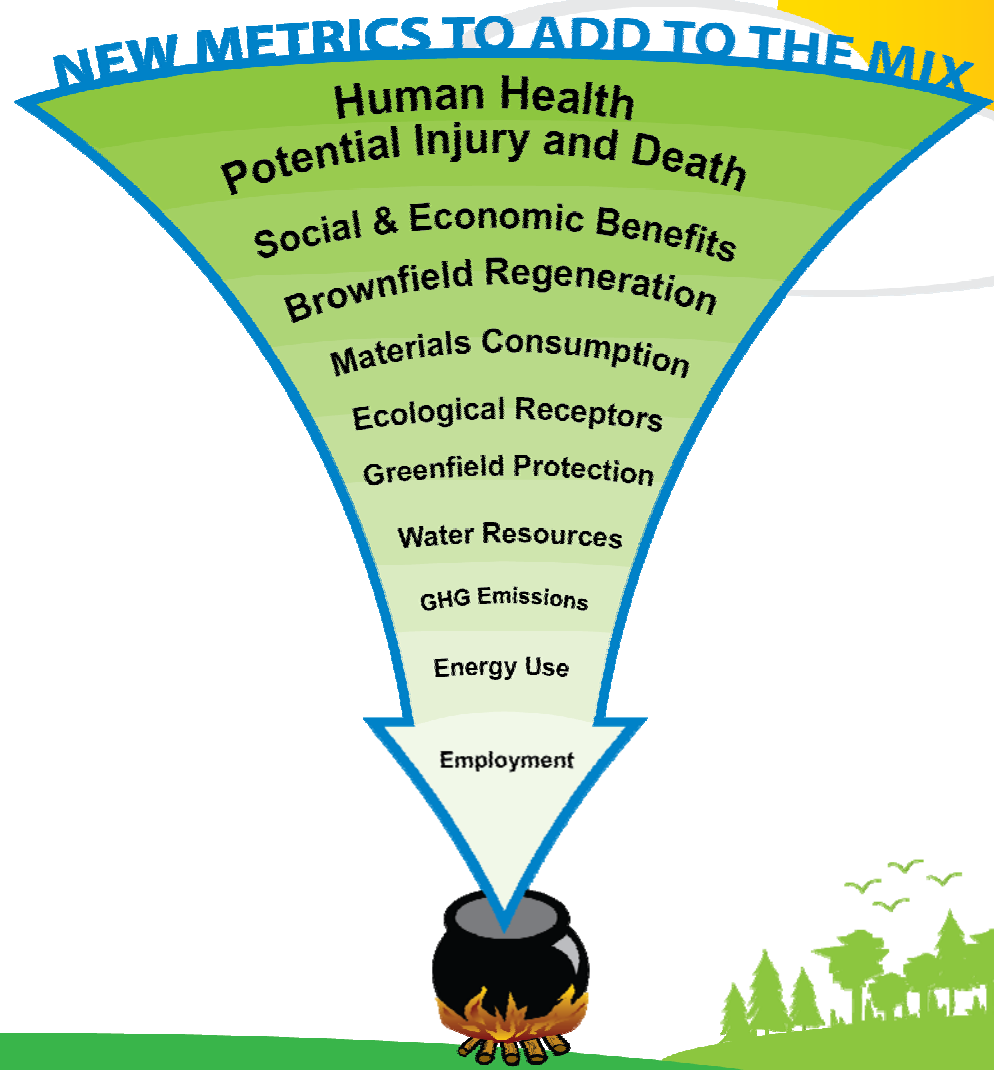 NEW METRICS TO ADD TO THE MIX
Human Health
Potential Injury and Death
Social & Economic Benefits
Brownfield Regeneration
Materials Consumption
Ecological Receptors
Greenfield Protection
Water Resources
GHG Emissions
Energy Use
Employment